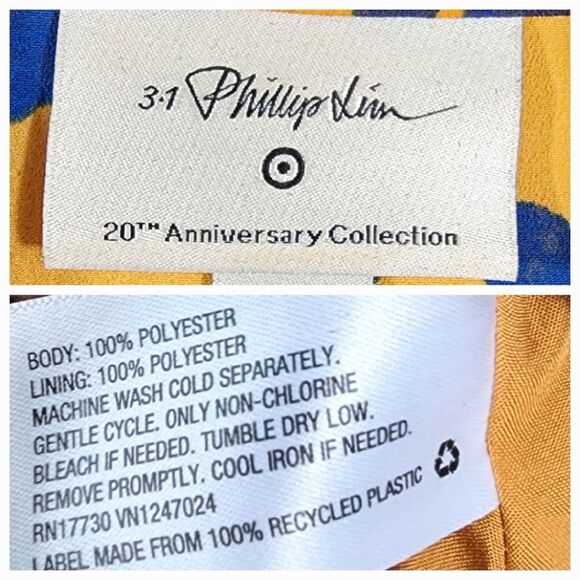 3.1 Phillip Lim
20TH Anniversary Collection
BODY: 100% POLYESTER
LINING: 100% POLYESTER
MACHINE WASH COLD SEPARATELY.
GENTLE CYCLE. ONLY NON-CHLORINE
BLEACH IF NEEDED. TUMBLE DRY LOW.
REMOVE PROMPTLY. COOL IRON IF NEEDED.
RN17730 VN1247024
LABEL MADE FROM 100% RECYCLED PLASTIC